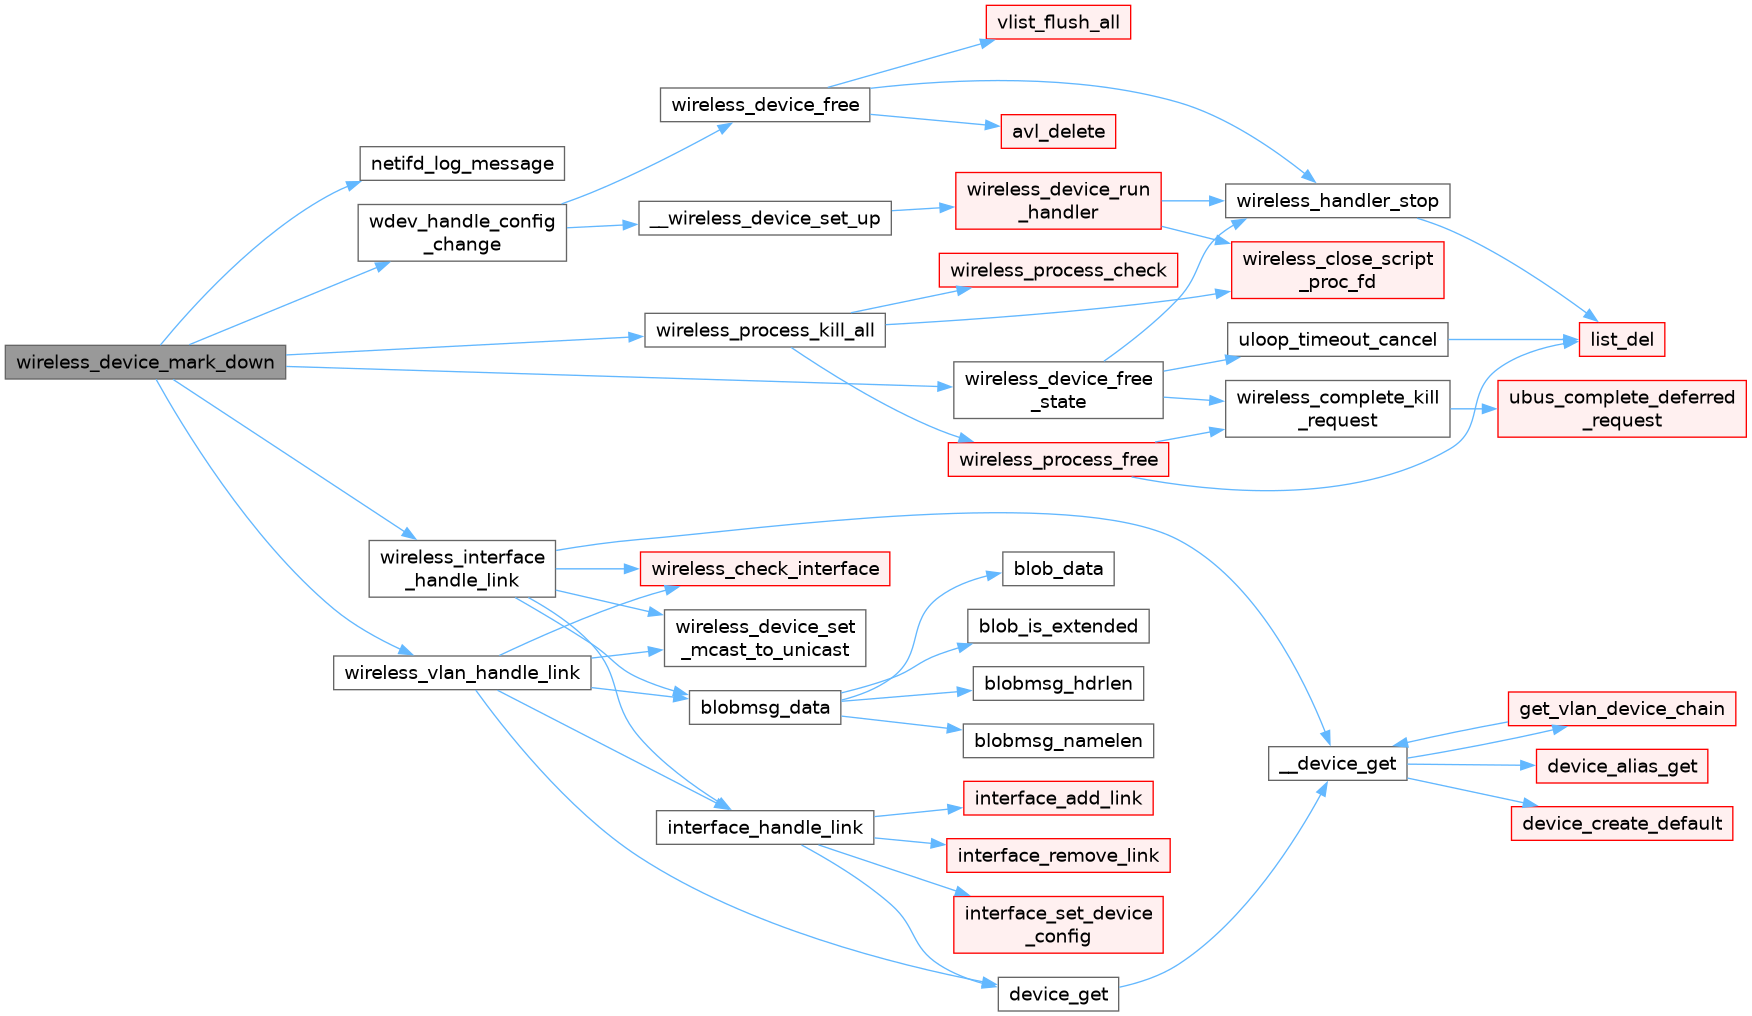 vlist_flush_all
wireless_device_free
avl_delete
netifd_log_message
wireless_device_run
_handler
wireless_handler_stop
wdev_handle_config
_change
__wireless_device_set_up
wireless_process_check
wireless_close_script
_proc_fd
wireless_process_kill_all
uloop_timeout_cancel
list_del
wireless_device_mark_down
wireless_device_free
_state
wireless_complete_kill
_request
ubus_complete_deferred
_request
wireless_process_free
wireless_interface
_handle_link
wireless_check_interface
blob_data
wireless_device_set
_mcast_to_unicast
blob_is_extended
wireless_vlan_handle_link
blobmsg_hdrlen
blobmsg_data
get_vlan_device_chain
blobmsg_namelen
__device_get
device_alias_get
interface_add_link
device_create_default
interface_handle_link
interface_remove_link
interface_set_device
_config
device_get